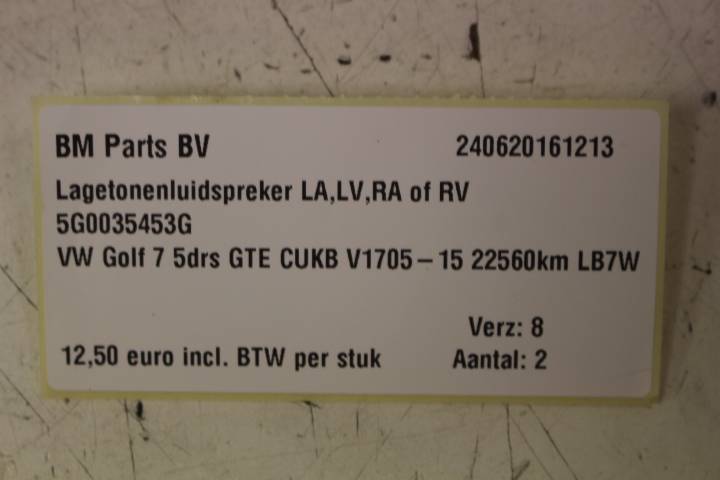 BM Parts BV 240620161213
Lagetonenluidspreker LA,LV,RA of RV
5G0035453G
VW Golf 7 5drs GTE CUKB V1705-15 22560km LB7W
Verz: 8
12,50 euro incl. BTW per stuk Aantal: 2